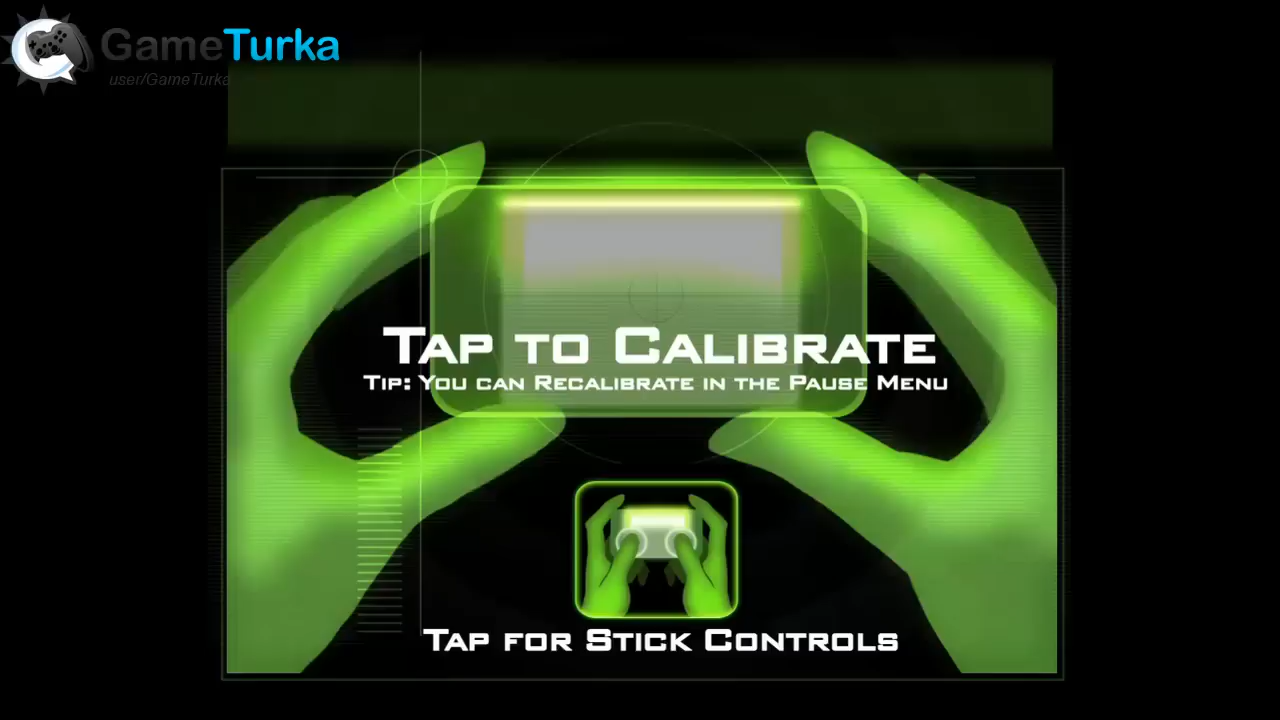 GameTurka
user/GameTurka
Tap to Calibrate
Tip: You can Recalibrate in the Pause Menu
Tap for Stick Controls